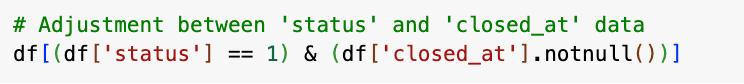 # Adjustment between 'status' and 'closed_at' data
df[(df['status'] == 1) & (df['closed_at'].notnull())]